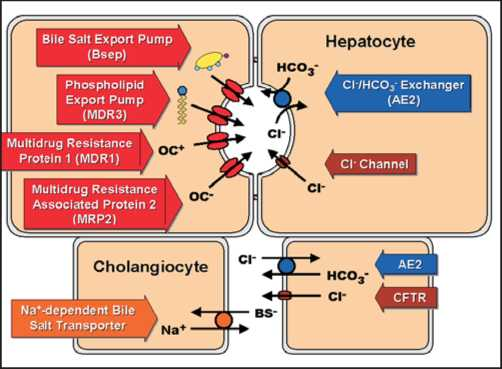 Bile Salt Export Pump
(Bsep)
Phospholipid
Export Pump
(MDR3)
Multidrug Resistance
Protein 1 (MDR1)
Multidrug Resistance
Associated Protein 2
(MRP2)
OC⁺
OC⁻
Hepatocyte
HCO₃⁻
Cl⁻
Cl⁻/HCO₃⁻ Exchanger
(AE2)
Cl⁻ Channel
Cl⁻
Cholangiocyte
Na⁺-dependent Bile
Salt Transporter
Na⁺
BS⁻
Cl⁻
HCO₃⁻
Cl⁻
AE2
CFTR